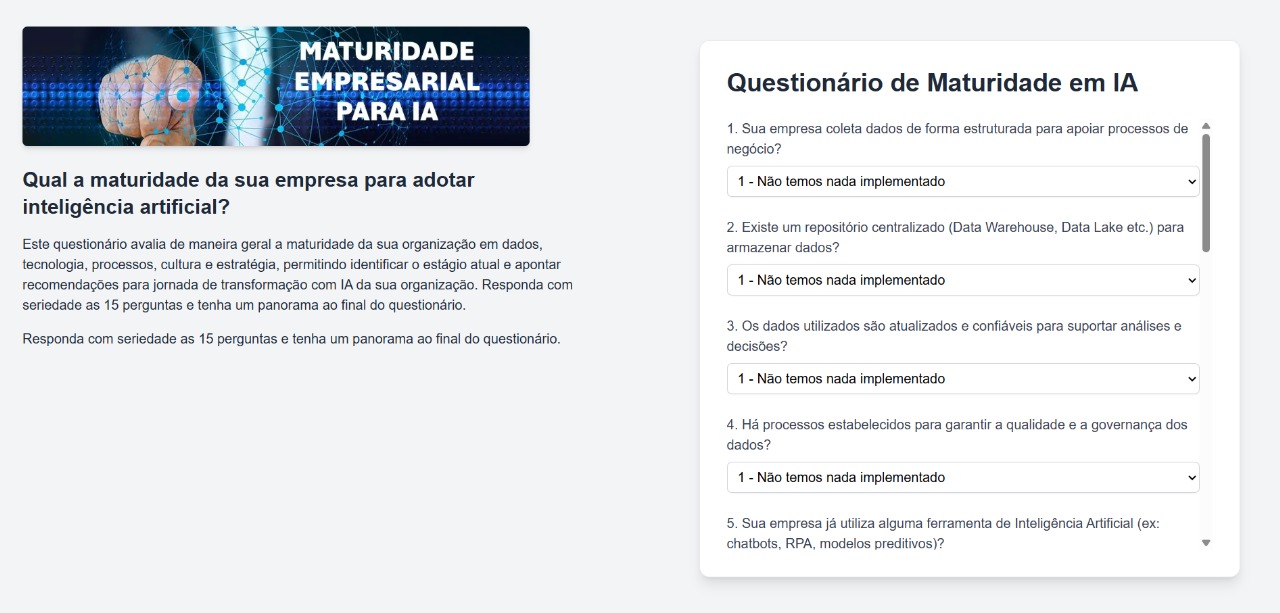 MATURIDADE
EMPRESARIAL
PARA IA
Qual a maturidade da sua empresa para adotar
inteligência artificial?
Este questionário avalia de maneira geral a maturidade da sua organização em dados,
tecnologia, processos, cultura e estratégia, permitindo identificar o estágio atual e apontar
recomendações para jornada de transformação com IA da sua organização. Responda com
seriedade as 15 perguntas e tenha um panorama ao final do questionário.
Responda com seriedade as 15 perguntas e tenha um panorama ao final do questionário.
Questionário de Maturidade em IA
1. Sua empresa coleta dados de forma estruturada para apoiar processos de
negócio?
1 - Não temos nada implementado
2. Existe um repositório centralizado (Data Warehouse, Data Lake etc.) para
armazenar dados?
1 - Não temos nada implementado
3. Os dados utilizados são atualizados e confiáveis para suportar análises e
decisões?
1 - Não temos nada implementado
4. Há processos estabelecidos para garantir a qualidade e a governança dos
dados?
1 - Não temos nada implementado
5. Sua empresa já utiliza alguma ferramenta de Inteligência Artificial (ex:
chatbots, RPA, modelos preditivos)?